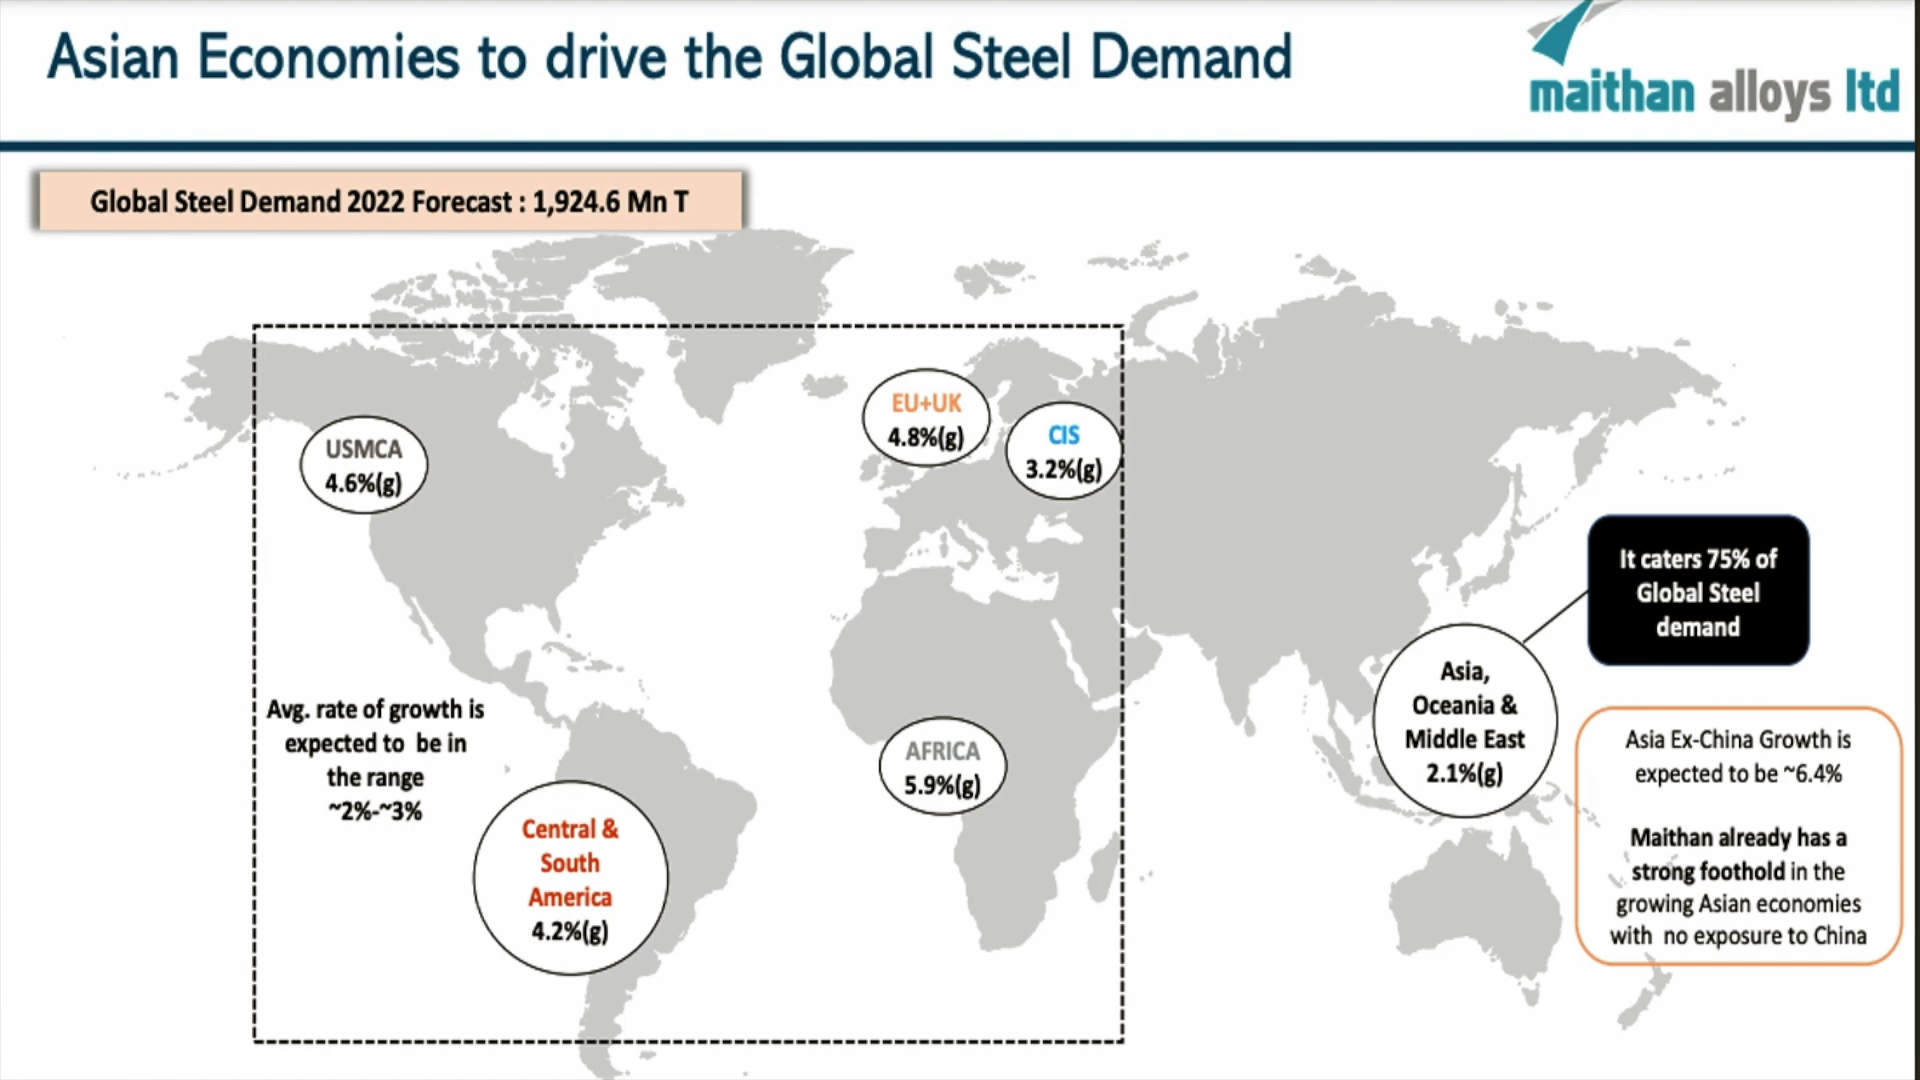 Asian Economies to drive the Global Steel Demand
maithan alloys ltd
Global Steel Demand 2022 Forecast : 1,924.6 Mn T
USMCA
4.6%(g)
EU+UK
4.8%(g)
CIS
3.2%(g)
It caters 75% of
Global Steel
demand
Asia,
Oceania &
Middle East
2.1%(g)
Avg. rate of growth is
expected to be in
the range
~2%-~3%
AFRICA
5.9%(g)
Central &
South
America
4.2%(g)
Asia Ex-China Growth is
expected to be ~6.4%
Maithan already has a
strong foothold in the
growing Asian economies
with no exposure to China